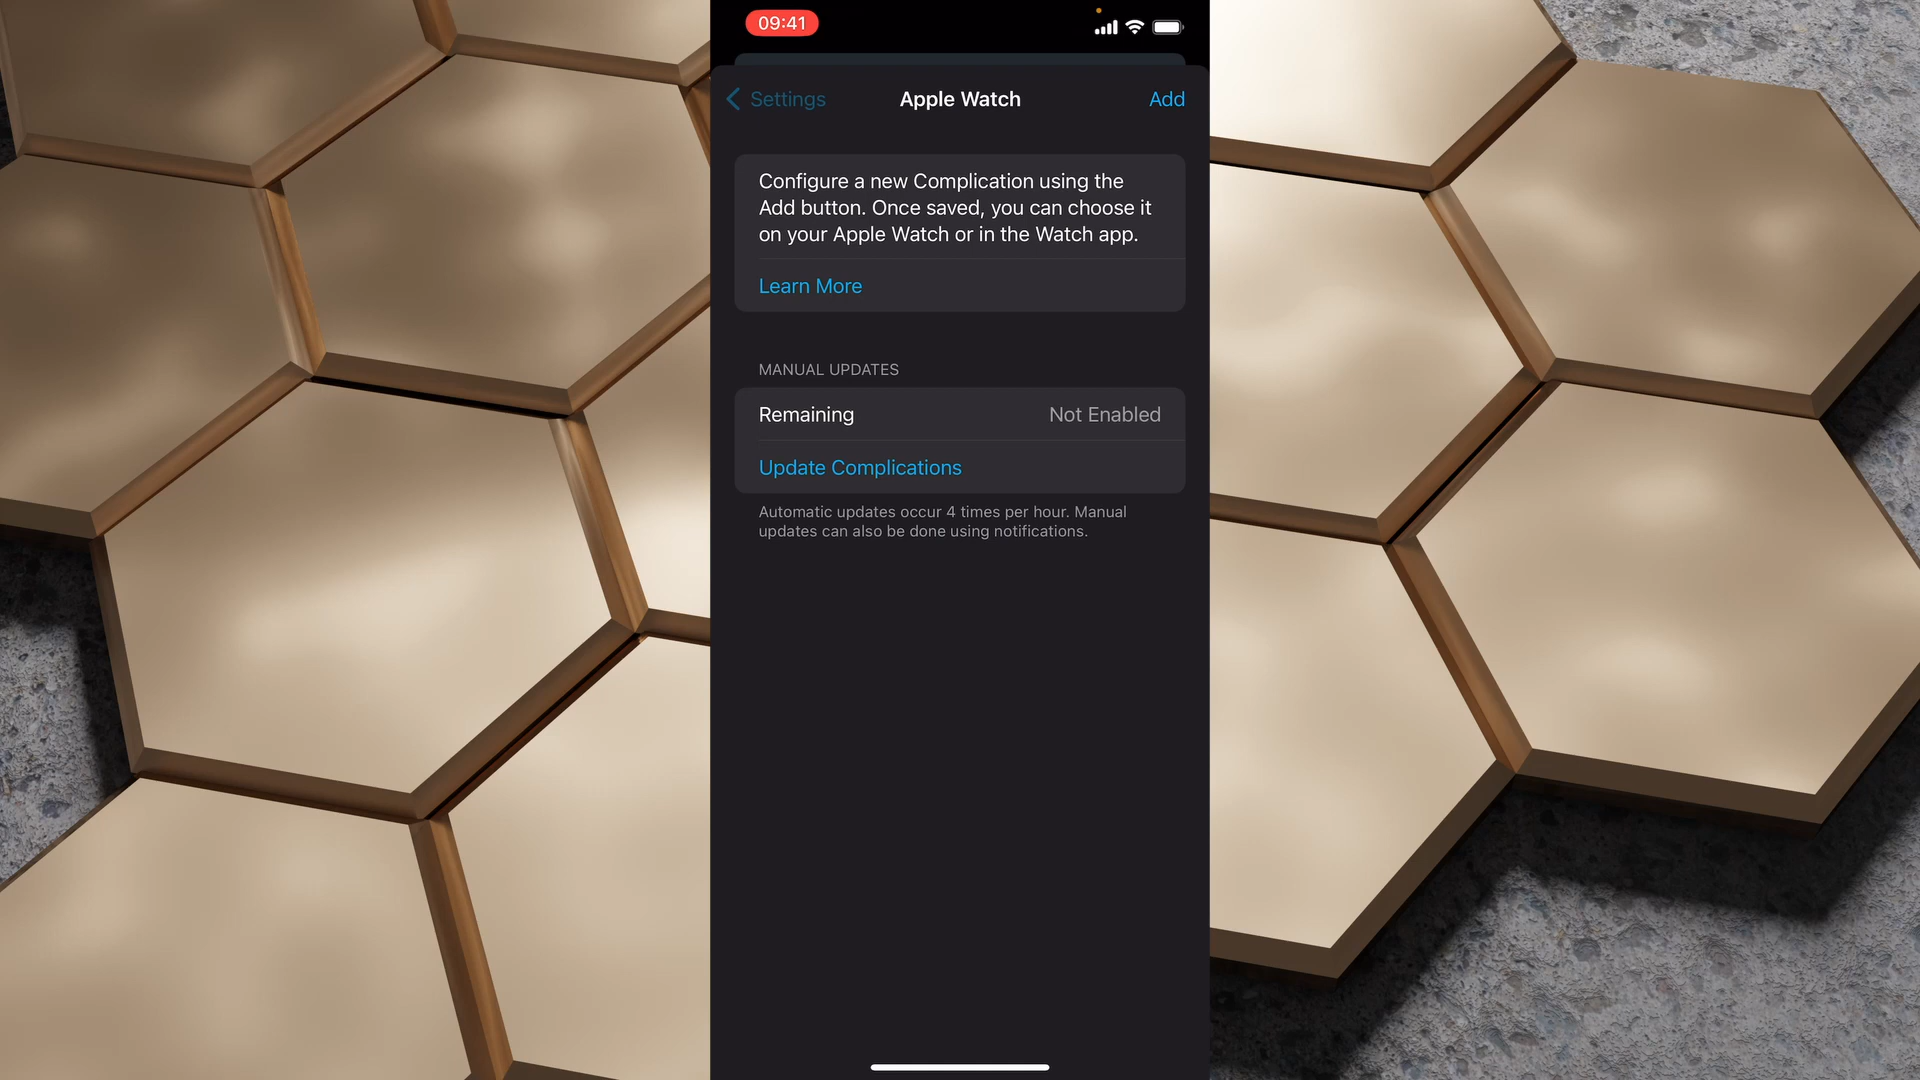 09:41
Settings
Apple Watch
Add
Configure a new Complication using the
Add button. Once saved, you can choose it
on your Apple Watch or in the Watch app.
Learn More
MANUAL UPDATES
Remaining
Not Enabled
Update Complications
Automatic updates occur 4 times per hour. Manual
updates can also be done using notifications.